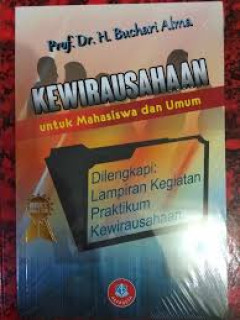 Prof. Dr. H. Buchari Alma
KEWIRAUSAHAAN
untuk Mahasiswa dan Umum
Dilengkapi:
Lampiran Kegiatan
Praktikum
Kewirausahaan